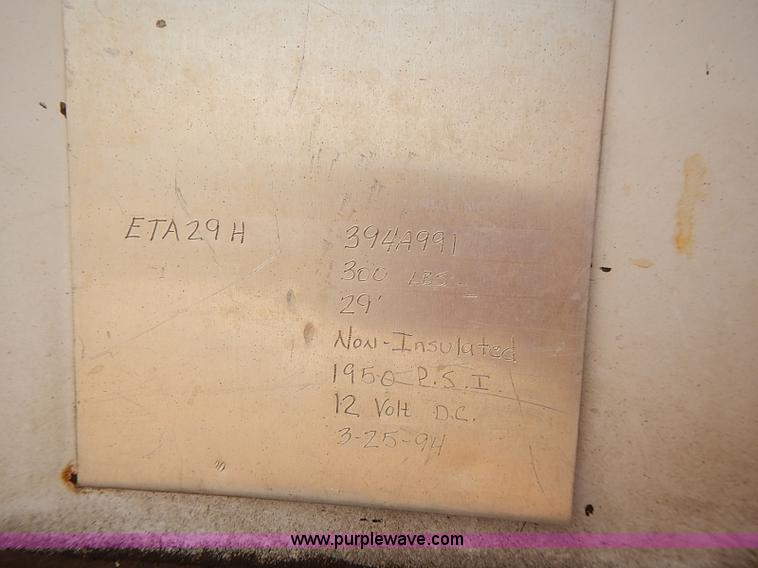 ETA29H 394A991
300 LBS.
29'
Non-Insulated
1950 P.S.I.
12 Volt D.C.
3-25-94
www.purplewave.com